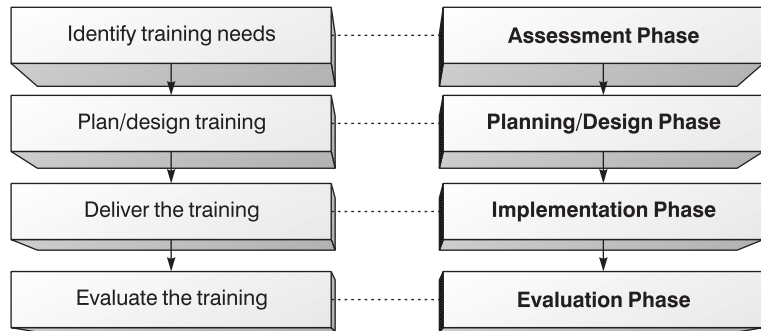 Identify training needs
Assessment Phase
Plan/design training
Planning/Design Phase
Deliver the training
Implementation Phase
Evaluate the training
Evaluation Phase